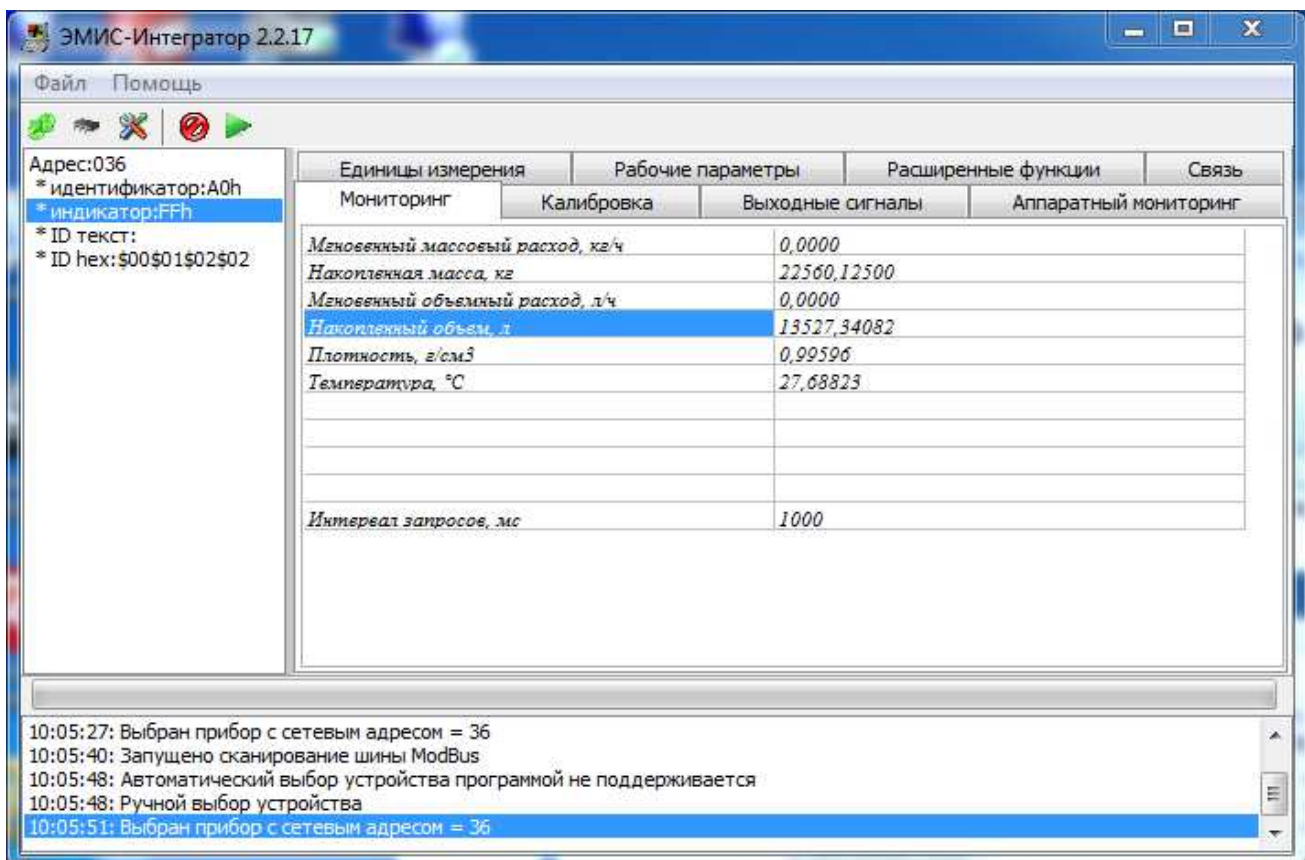 ЭМИС-Интегратор 2.2.17
Файл Помощь
Адрес:036
* идентификатор:A0h
* индикатор:FFh
* ID текст:
* ID hex:$00$01$02$02
Единицы измерения Рабочие параметры Расширенные функции Связь
Мониторинг Калибровка Выходные сигналы Аппаратный мониторинг
Мгновенный массовый расход, кг/ч 0,0000
Накопленная масса, кг 22560,12500
Мгновенный объемный расход, л/ч 0,0000
Накопленный объем, л 13527,34082
Плотность, г/см3 0,99596
Температура, °C 27,68823
Интервал запросов, мс 1000
10:05:27: Выбран прибор с сетевым адресом = 36
10:05:40: Запущено сканирование шины ModBus
10:05:48: Автоматический выбор устройства программой не поддерживается
10:05:48: Ручной выбор устройства
10:05:51: Выбран прибор с сетевым адресом = 36